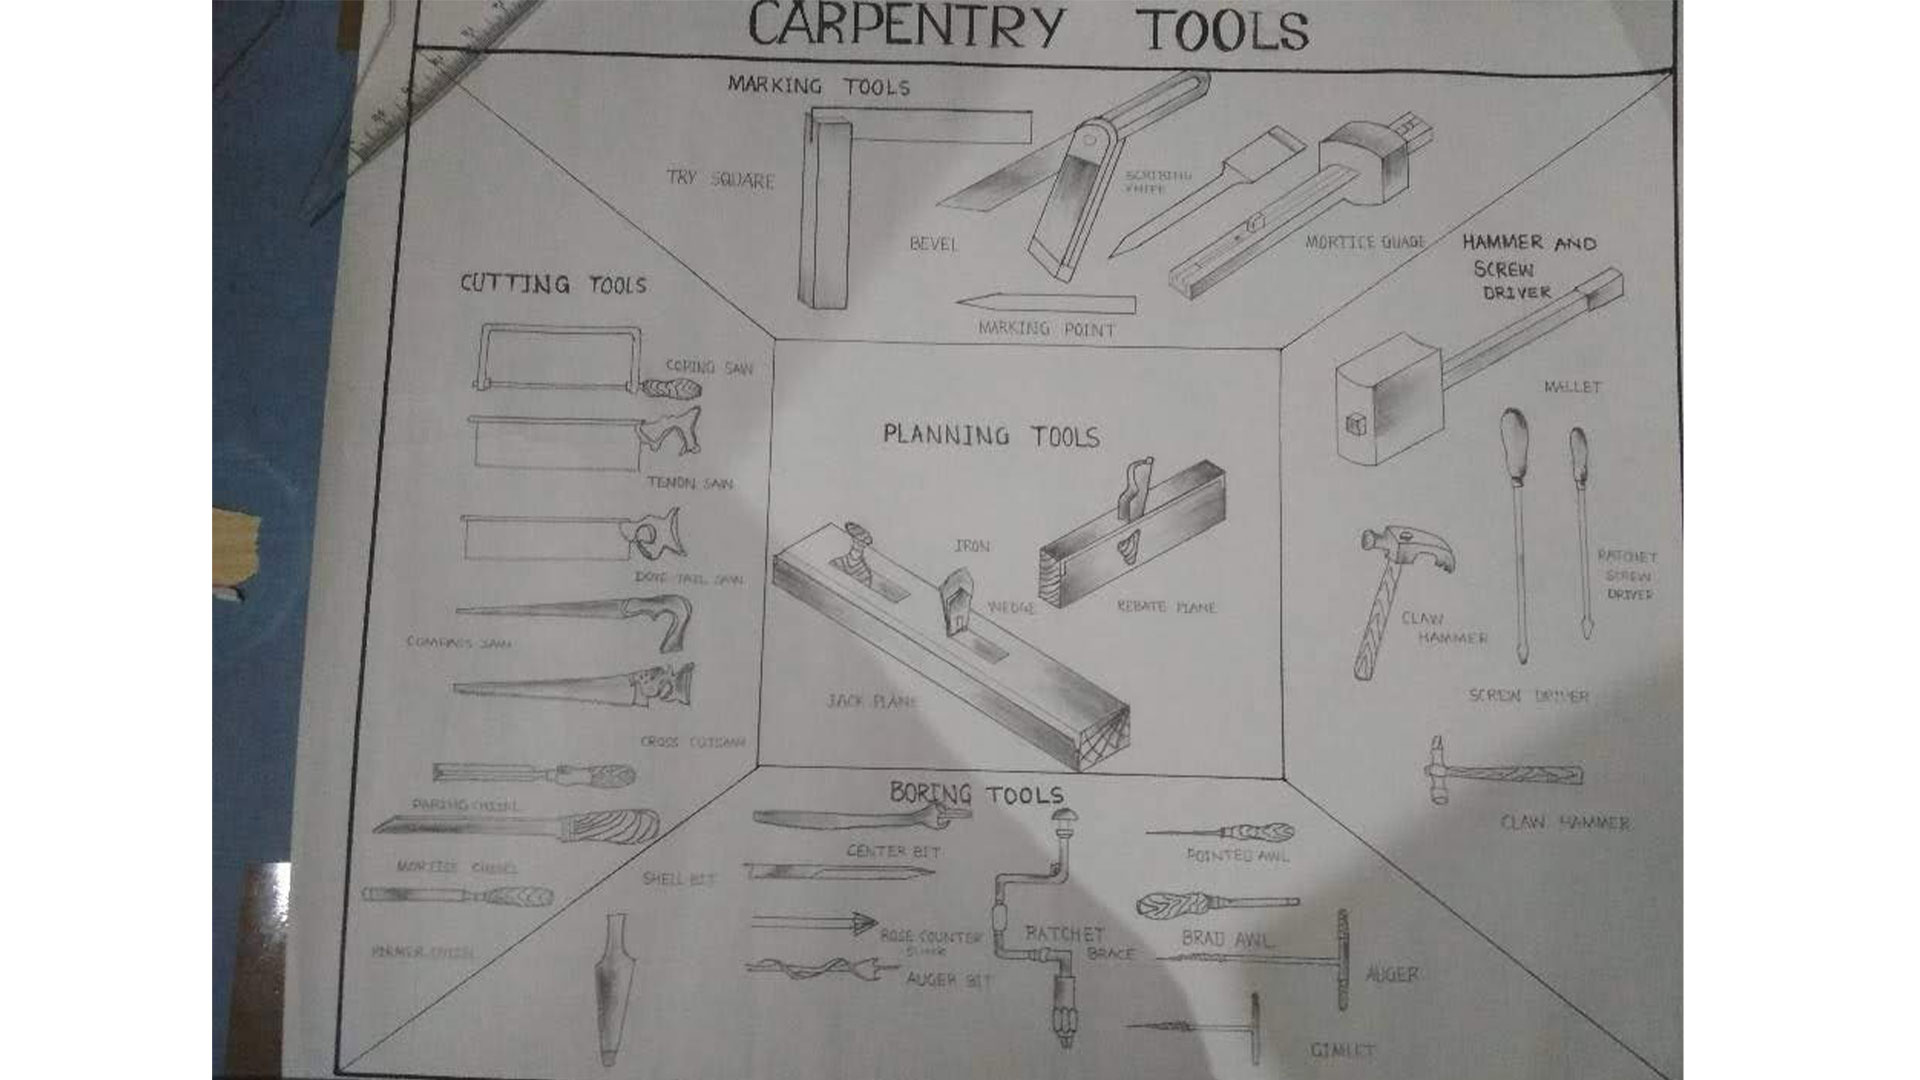 CARPENTRY TOOLS
MARKING TOOLS
TRY SQUARE
BEVEL
SCRIBING
KNIFE
MORTICE GUAGE
MARKING POINT
HAMMER AND
SCREW
DRIVER
MALLET
RATCHET
SCREW
DRIVER
CLAW
HAMMER
SCREW DRIVER
CLAW HAMMER
CUTTING TOOLS
COPING SAW
TENON SAW
DOVE TAIL SAW
COMPASS SAW
CROSS CUTSAW
PARING CHISEL
MORTISE CHISEL
FIRMER CHISEL
PLANNING TOOLS
IRON
WEDGE
REBATE PLANE
JACK PLANE
BORING TOOLS
CENTER BIT
SHELL BIT
ROSE COUNTER
AUGER BIT
RATCHET
BRACE
POINTED AWL
BRAD AWL
AUGER
GIMLET